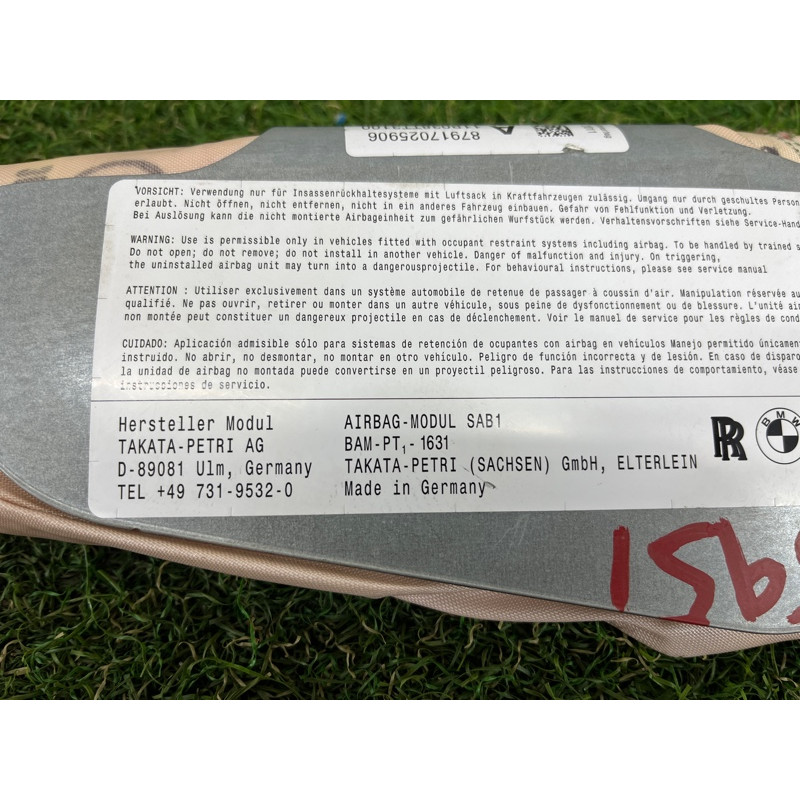 87917025906
VORSICHT: Verwendung nur für Insassenrückhaltesysteme mit Luftsack in Kraftfahrzeugen zulässig. Umgang nur durch geschultes Person
erlaubt. Nicht öffnen, nicht entfernen, nicht in ein anderes Fahrzeug einbauen. Gefahr von Fehlfunktion und Verletzung.
Bei Auslösung kann die nicht montierte Airbageinheit zum gefährlichen Wurfstück werden. Verhaltensvorschriften siehe Service-Hand
WARNING: Use is permissible only in vehicles fitted with occupant restraint systems including airbag. To be handled by trained s
Do not open; do not remove; do not install in another vehicle. Danger of malfunction and injury. On triggering,
the uninstalled airbag unit may turn into a dangerousprojectile. For behavioural instructions, please see service manual
ATTENTION : Utiliser exclusivement dans un système automobile de retenue de passager à coussin d'air. Manipulation réservée au
qualifié. Ne pas ouvrir, retirer ou monter dans un autre véhicule, sous peine de dysfonctionnement ou de blessure. L'unité air
non montée peut constituer un dangereux projectile en cas de déclenchement. Voir le manuel de service pour les règles de cond
CUIDADO: Aplicación admisible sólo para sistemas de retención de ocupantes con airbag en vehículos Manejo permitido únicament
instruido. No abrir, no desmontar, no montar en otro vehículo. Peligro de función incorrecta y de lesión. En caso de disparo
la unidad de airbag no montada puede convertirse en un proyectil peligroso. Para las instrucciones de comportamiento, véase
instrucciones de servicio.
Hersteller Modul
TAKATA-PETRI AG
D-89081 Ulm, Germany
TEL +49 731-9532-0
AIRBAG-MODUL SAB1
BAM-PT₁-1631
TAKATA-PETRI (SACHSEN) GmbH, ELTERLEIN
Made in Germany
RR
BMW